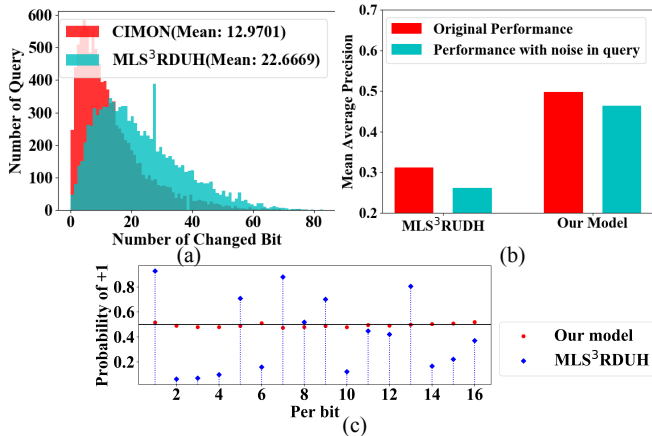 600
500
400
300
200
100
0
Number of Query
CIMON(Mean: 12.9701)
MLS³RDUH(Mean: 22.6669)
0 20 40 60 80
Number of Changed Bit
(a)
0.7
0.6
0.5
0.4
0.3
0.2
Mean Average Precision
Original Performance
Performance with noise in query
MLS³RUDH Our Model
(b)
0.8
0.6
0.4
0.2
Probability of +1
2 4 6 8 10 12 14 16
Per bit
Our model
MLS³RDUH
(c)